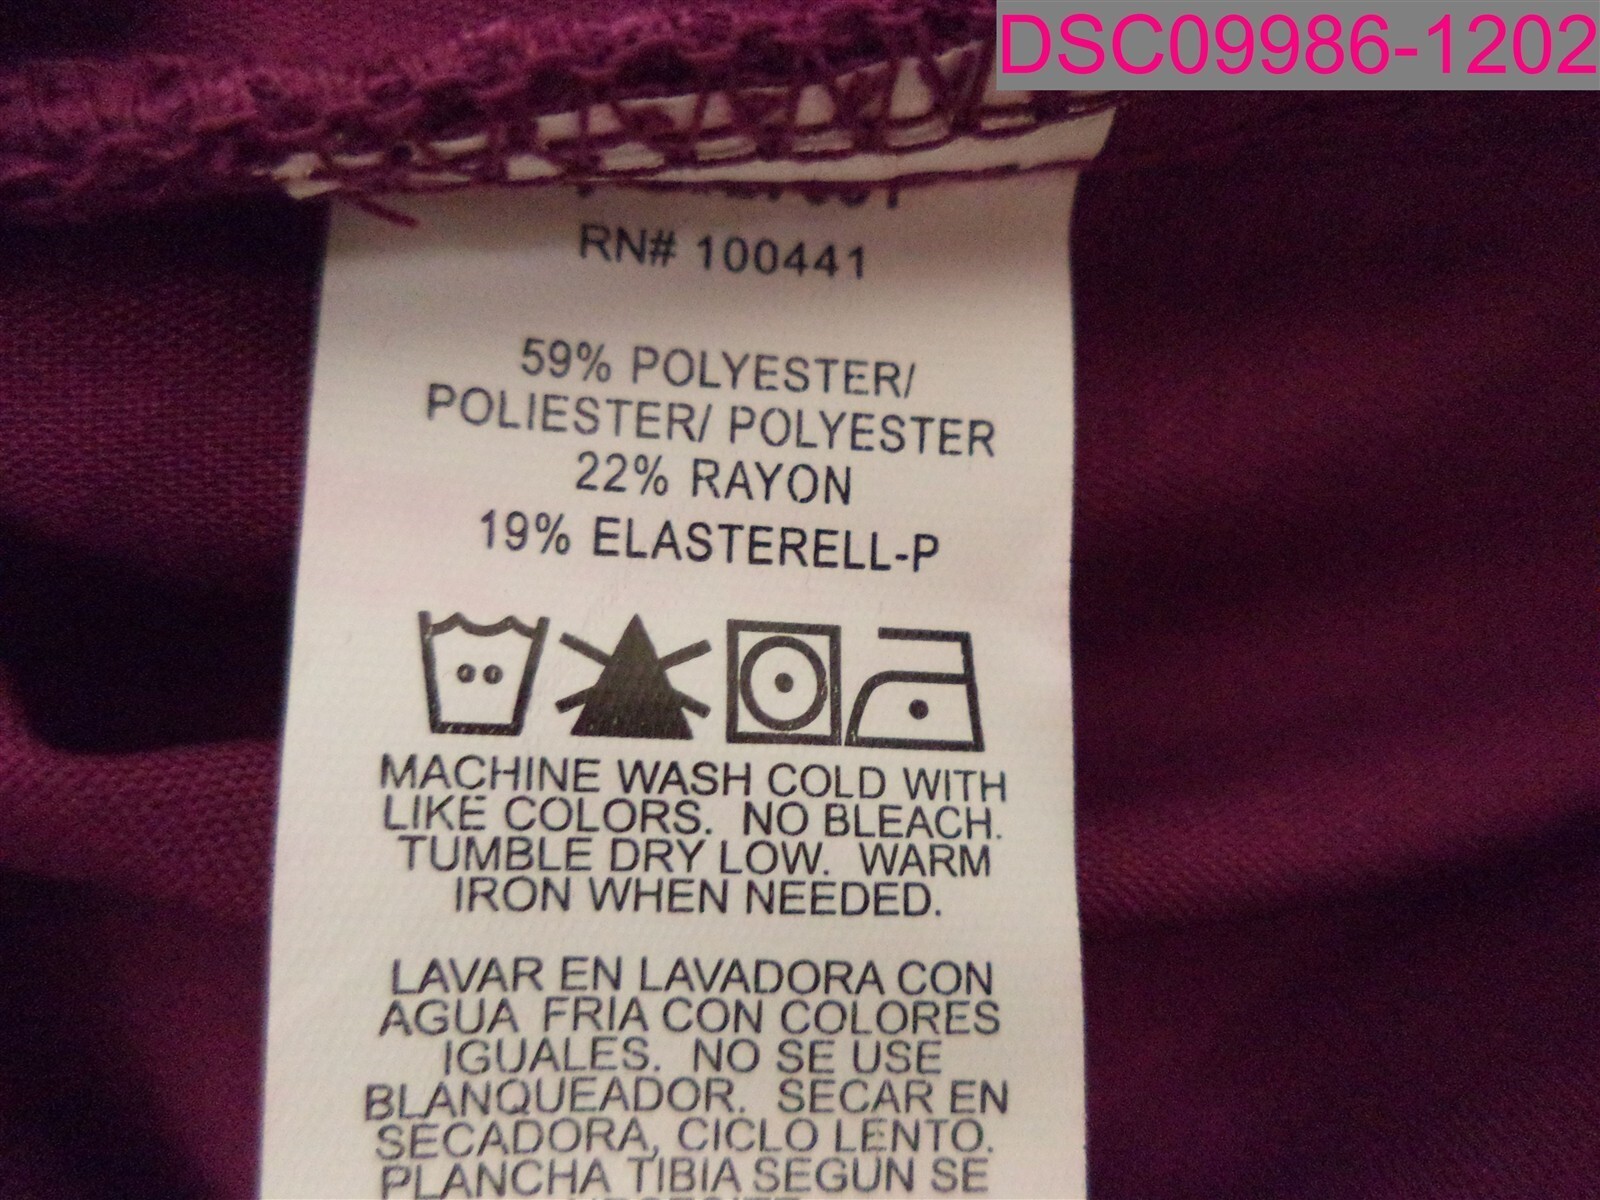 DSC09986-1202
RN# 100441
59% POLYESTER/
POLIESTER/ POLYESTER
22% RAYON
19% ELASTERELL-P
MACHINE WASH COLD WITH
LIKE COLORS. NO BLEACH.
TUMBLE DRY LOW. WARM
IRON WHEN NEEDED.
LAVAR EN LAVADORA CON
AGUA FRIA CON COLORES
IGUALES. NO SE USE
BLANQUEADOR. SECAR EN
SECADORA, CICLO LENTO.
PLANCHA TIBIA SEGUN SE